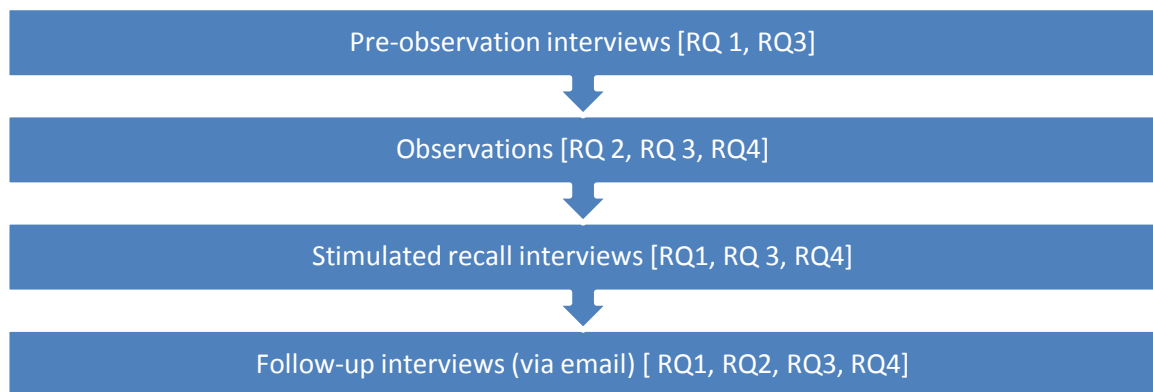 Pre-observation interviews [RQ 1, RQ3]
Observations [RQ 2, RQ 3, RQ4]
Stimulated recall interviews [RQ1, RQ 3, RQ4]
Follow-up interviews (via email) [ RQ1, RQ2, RQ3, RQ4]